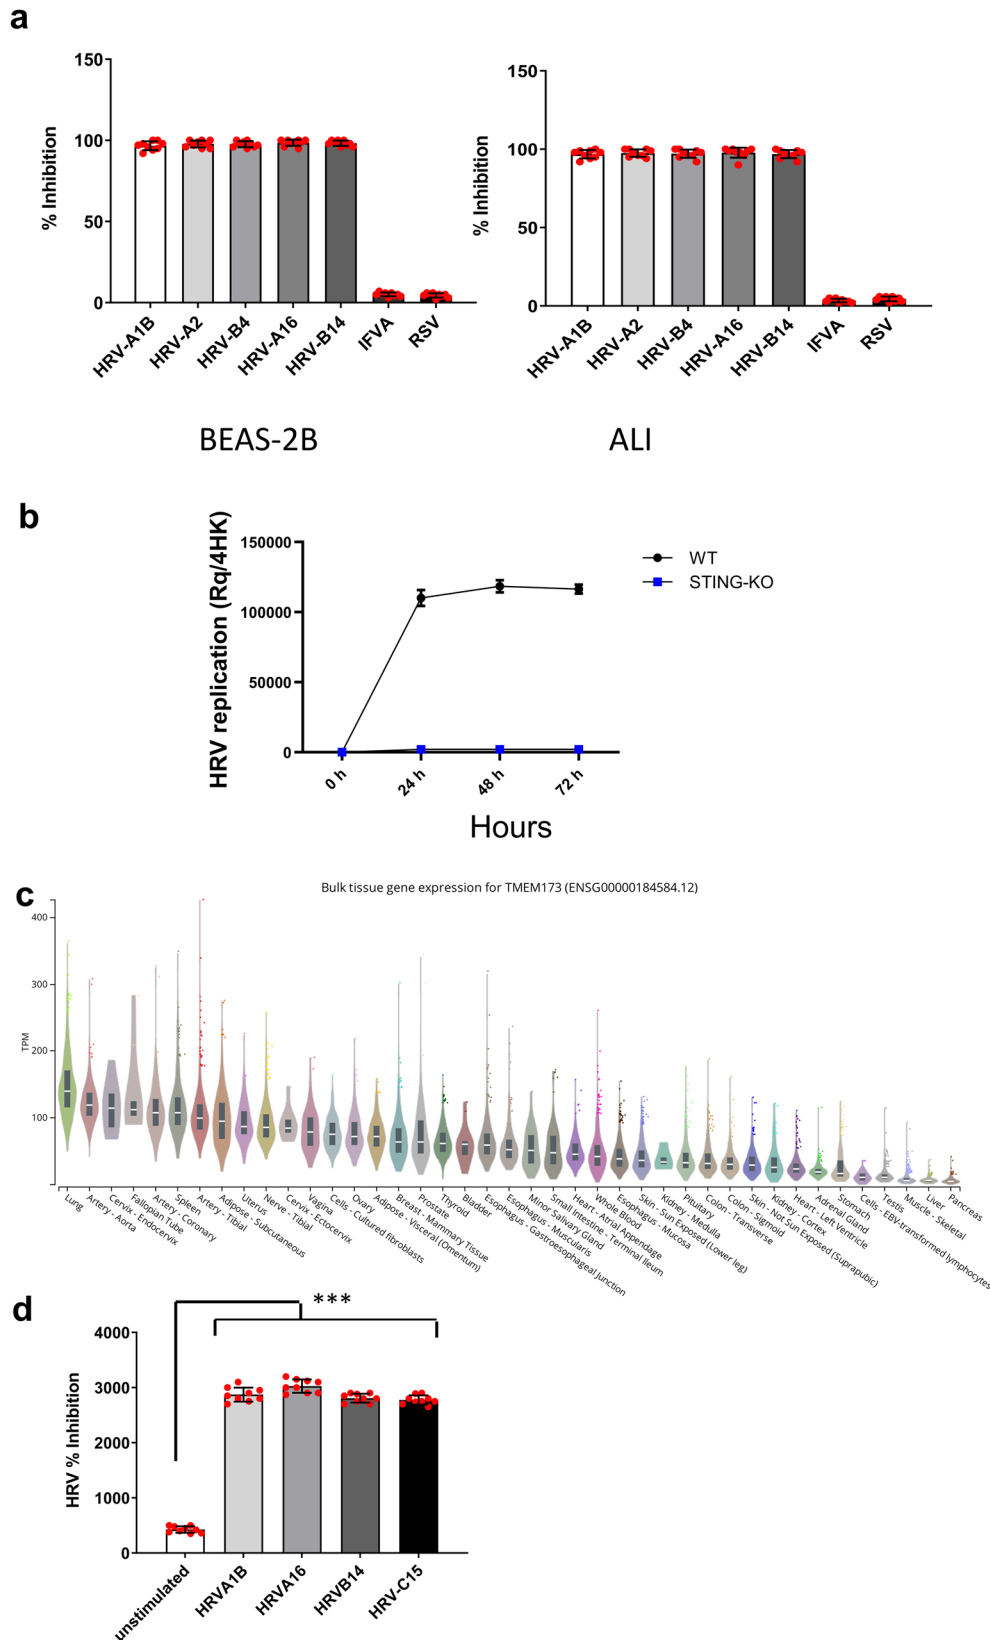 a
150
100
50
0
% Inhibition
HRV-A1B
HRV-A2
HRV-B4
HRV-A16
HRV-B14
IFVA
RSV
BEAS-2B
150
100
50
0
% Inhibition
HRV-A1B
HRV-A2
HRV-B4
HRV-A16
HRV-B14
IFVA
RSV
ALI
b
HRV replication (Rq/4HK)
150000
100000
50000
0
0 h
24 h
48 h
72 h
Hours
WT
STING-KO
c
Bulk tissue gene expression for TMEM173 (ENSG00000184584.12)
TPM
400
300
200
100
Lung
Artery - Aorta
Cervix - Endocervix
Fallopian Tube
Artery - Coronary
Spleen
Artery - Tibial
Adipose - Subcutaneous
Uterus
Nerve - Tibial
Cervix - Ectocervix
Vagina
Cells - Cultured fibroblasts
Ovary
Adipose - Visceral (Omentum)
Breast - Mammary Tissue
Prostate
Thyroid
Bladder
Esophagus - Gastroesophageal Junction
Esophagus - Muscularis
Minor Salivary Gland
Small Intestine - Terminal Ileum
Heart - Atrial Appendage
Whole Blood
Esophagus - Mucosa
Skin - Sun Exposed (Lower leg)
Kidney - Medulla
Pituitary
Colon - Transverse
Colon - Sigmoid
Skin - Not Sun Exposed (Suprapubic)
Kidney - Cortex
Heart - Left Ventricle
Adrenal Gland
Stomach
Cells - EBV-transformed lymphocytes
Testis
Muscle - Skeletal
Liver
Pancreas
d
***
HRV % Inhibition
4000
3000
2000
1000
0
unstimulated
HRVA1B
HRVA16
HRVB14
HRV-C15